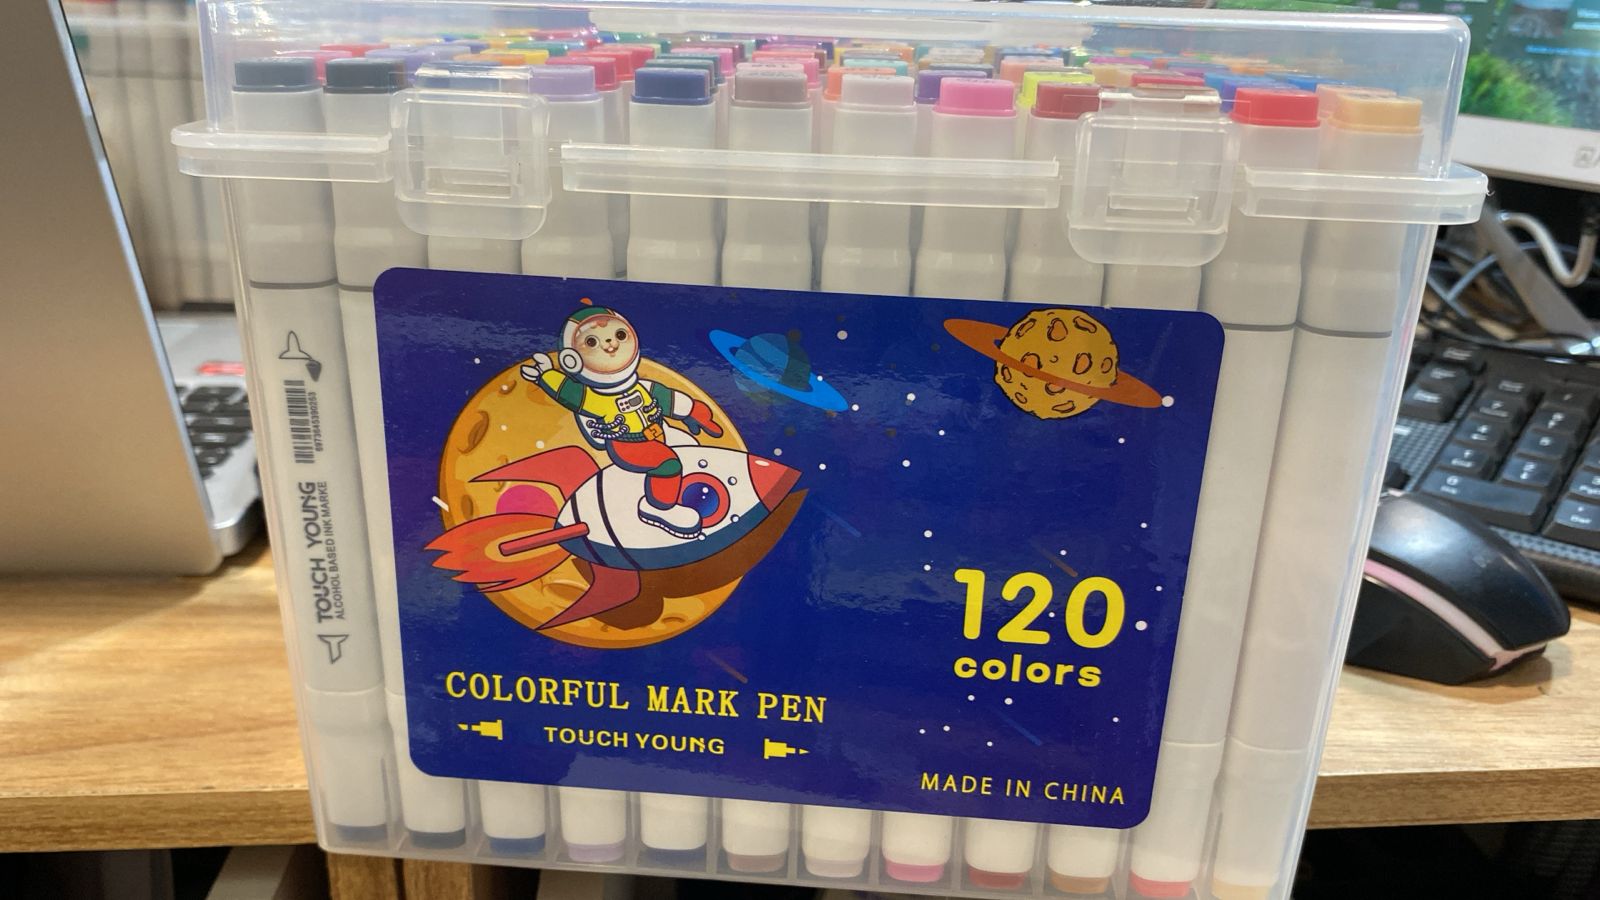 TOUCH YOUNG
ALCOHOL BASED INK MARKE
COLORFUL MARK PEN
TOUCH YOUNG
120
colors
MADE IN CHINA